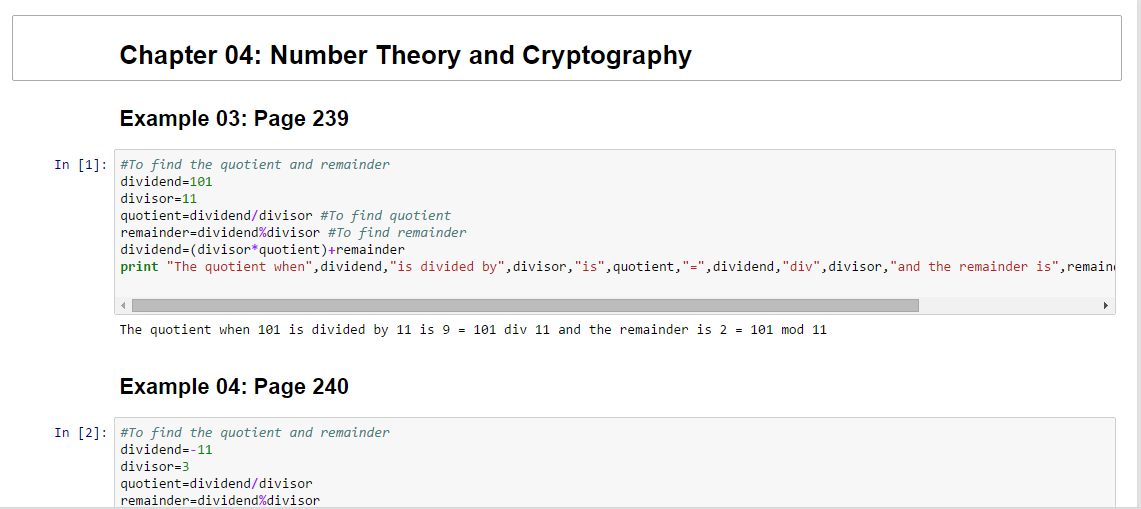 Chapter 04: Number Theory and Cryptography
Example 03: Page 239
In [1]: #To find the quotient and remainder
dividend=101
divisor=11
quotient=dividend/divisor #To find quotient
remainder=dividend%divisor #To find remainder
dividend=(divisor*quotient)+remainder
print "The quotient when",dividend,"is divided by",divisor,"is",quotient,"=",dividend,"div",divisor,"and the remainder is",remain
The quotient when 101 is divided by 11 is 9 = 101 div 11 and the remainder is 2 = 101 mod 11
Example 04: Page 240
In [2]: #To find the quotient and remainder
dividend=-11
divisor=3
quotient=dividend/divisor
remainder=dividend%divisor